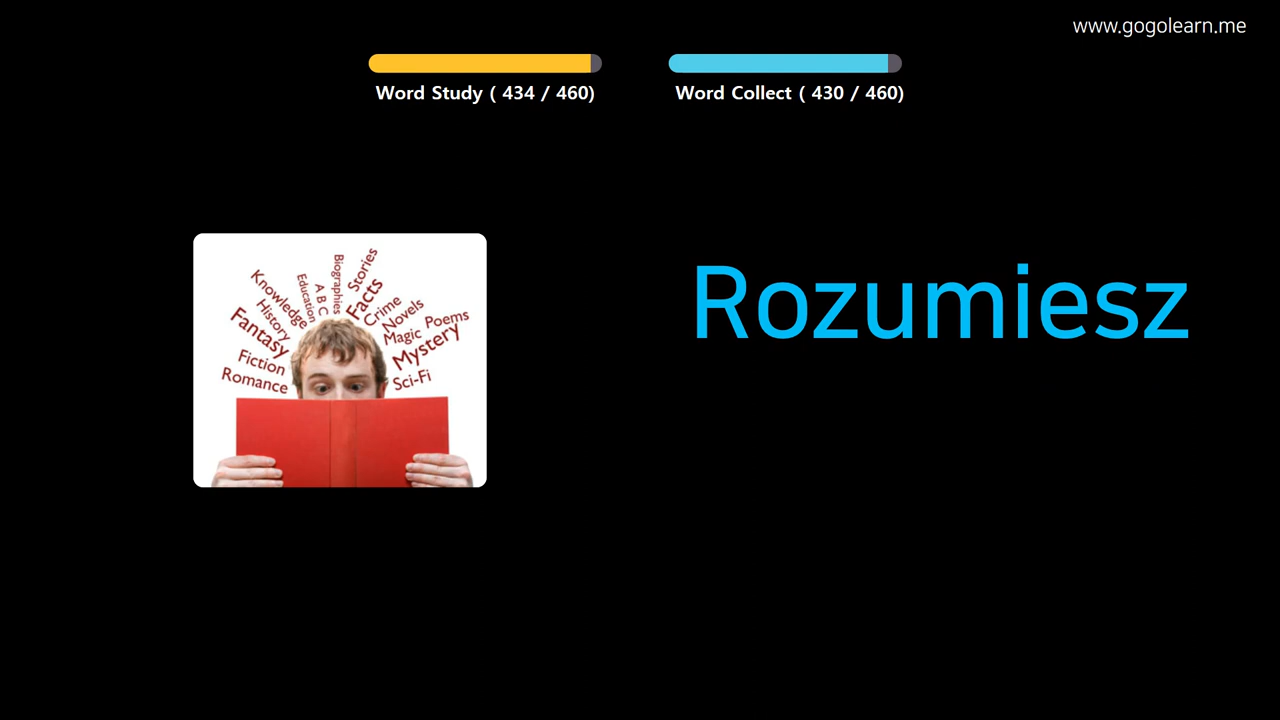 www.gogolearn.me
Word Study ( 434 / 460)
Word Collect ( 430 / 460)
Rozumiesz
Knowledge
History
Fantasy
Fiction
Romance
Education
A B C
Biographies
Stories
Facts
Crime
Novels
Magic
Poems
Mystery
Sci-Fi